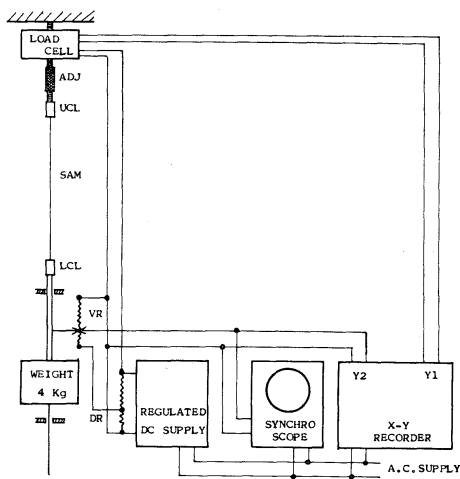 LOAD
CELL
ADJ
UCL
SAM
LCL
VR
WEIGHT
4 Kg
DR
REGULATED
DC SUPPLY
SYNCHRO
SCOPE
Y2 Y1
X-Y
RECORDER
A.C.SUPPLY